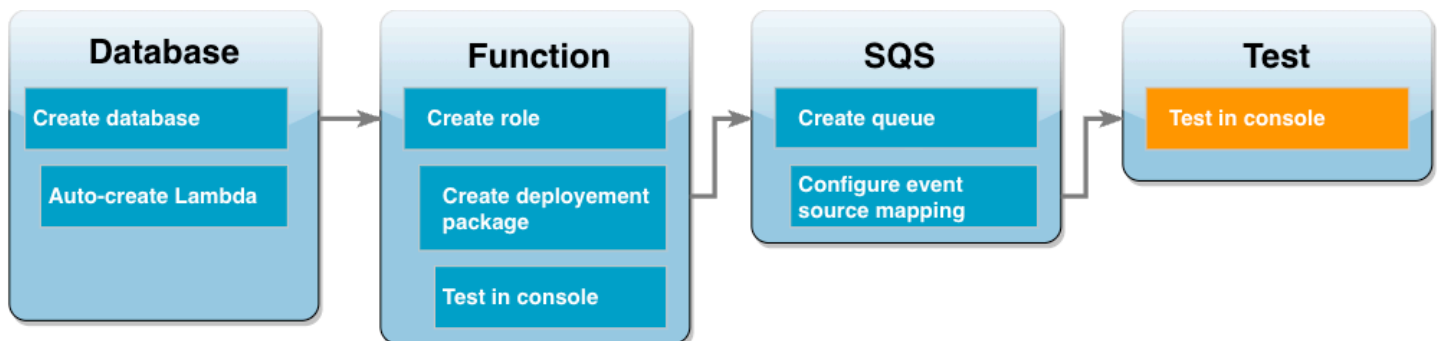 Database
Create database
Auto-create Lambda
Function
Create role
Create deployement
package
Test in console
SQS
Create queue
Configure event
source mapping
Test
Test in console